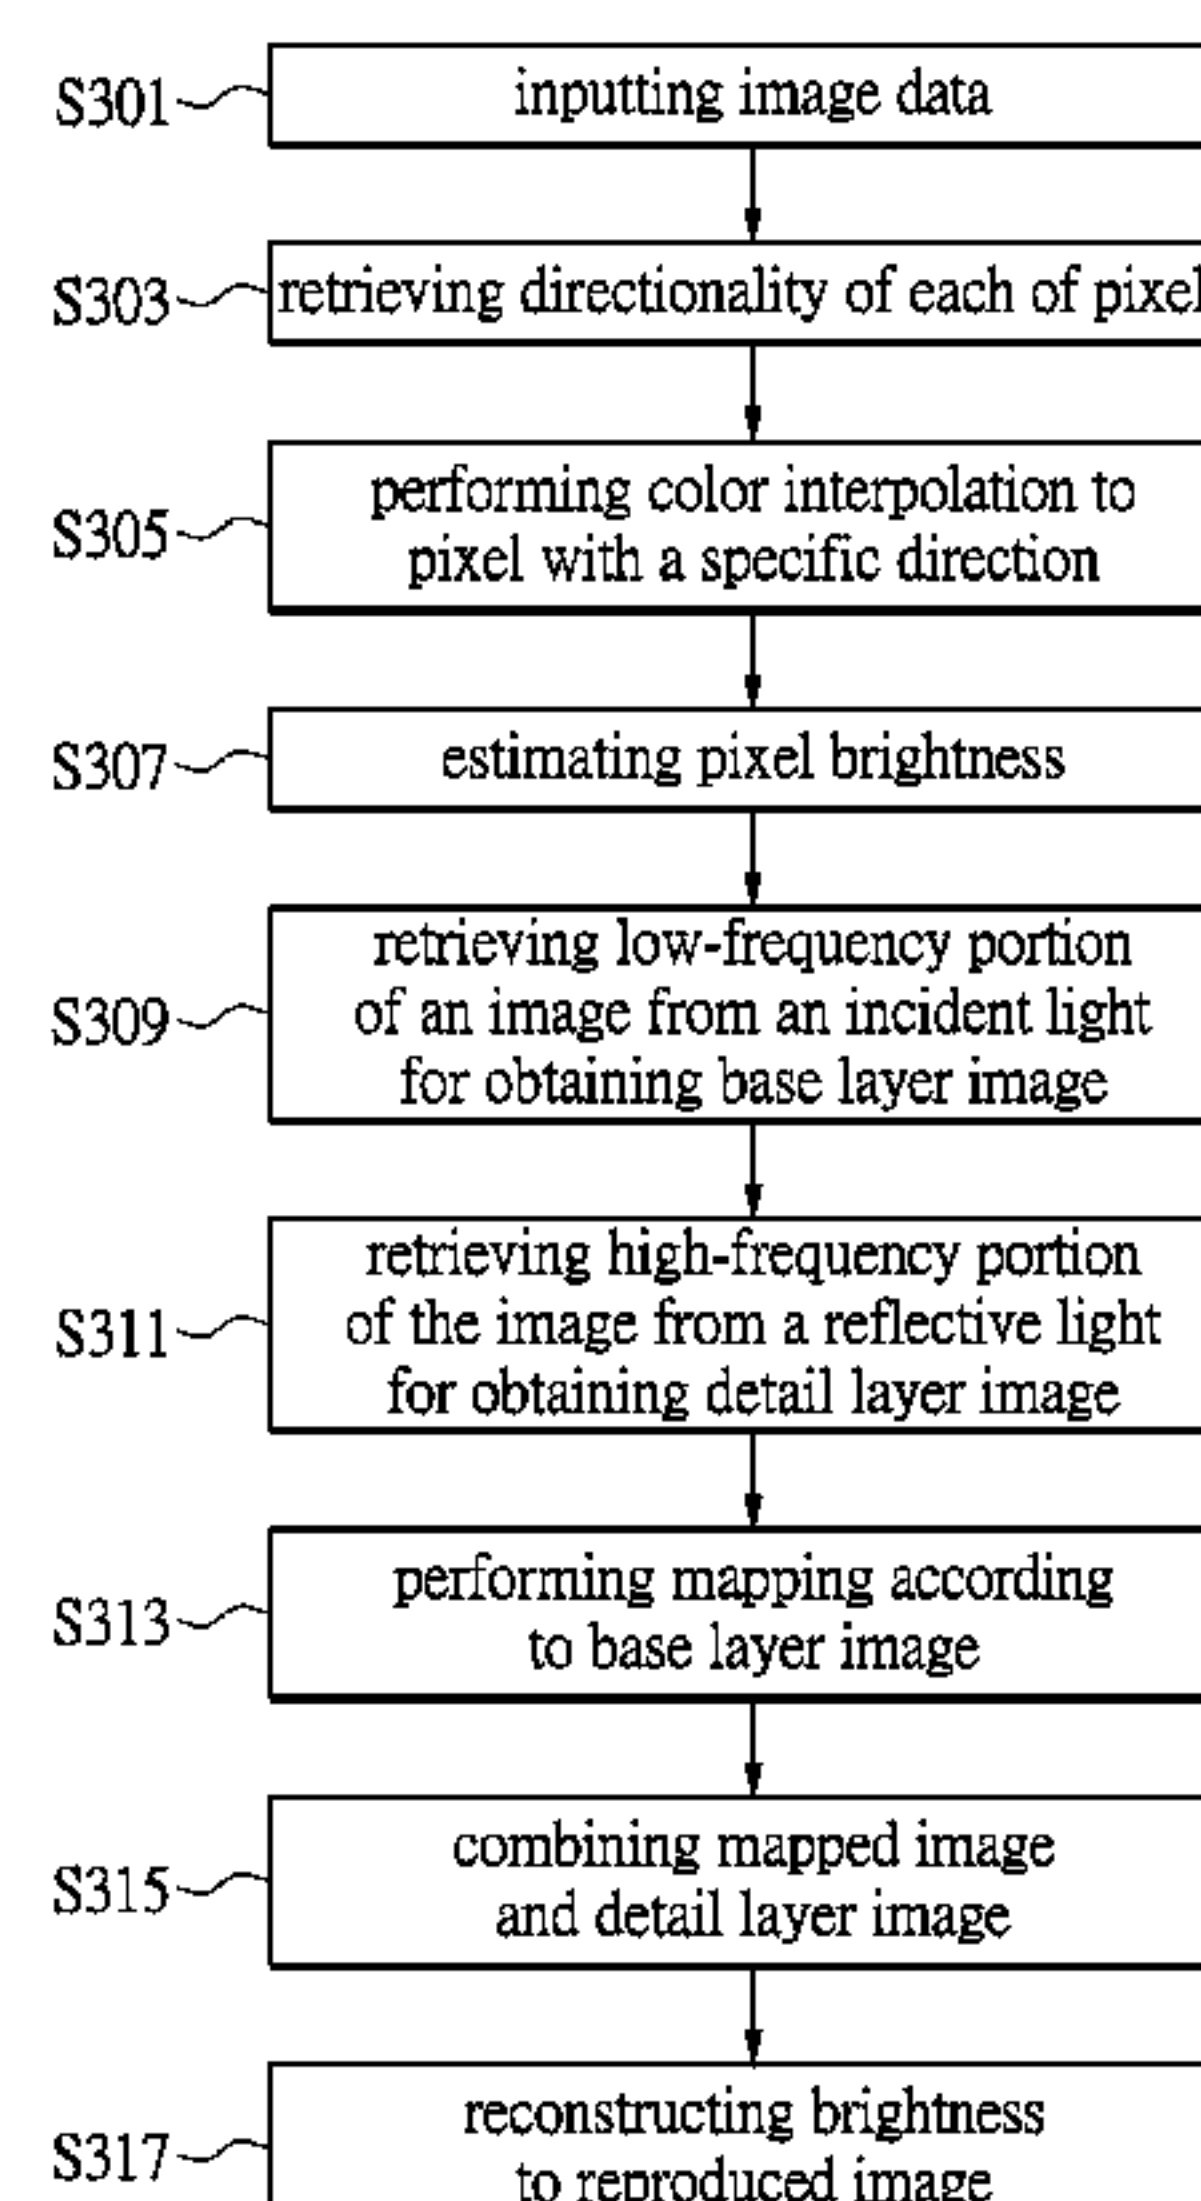 S301
inputting image data
S303
retrieving directionality of each of pixel
S305
performing color interpolation to
pixel with a specific direction
S307
estimating pixel brightness
S309
retrieving low-frequency portion
of an image from an incident light
for obtaining base layer image
S311
retrieving high-frequency portion
of the image from a reflective light
for obtaining detail layer image
S313
performing mapping according
to base layer image
S315
combining mapped image
and detail layer image
S317
reconstructing brightness
to reproduced image